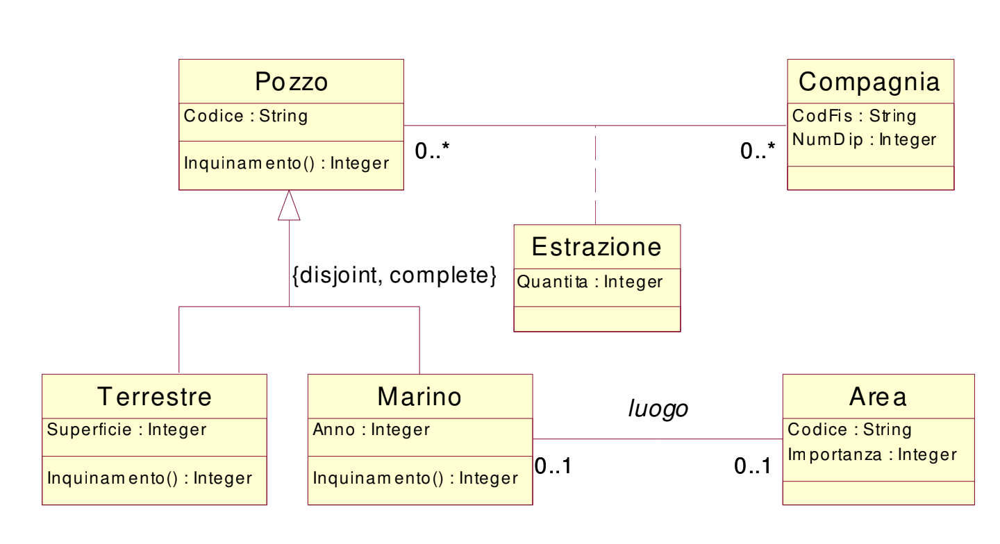 Pozzo
Codice : String
Inquinamento() : Integer
0..*
0..*
Compagnia
CodFis : String
NumDip : Integer
Estrazione
Quantita : Integer
{disjoint, complete}
Terrestre
Superficie : Integer
Inquinamento() : Integer
Marino
Anno : Integer
Inquinamento() : Integer
luogo
0..1
0..1
Area
Codice : String
Importanza : Integer